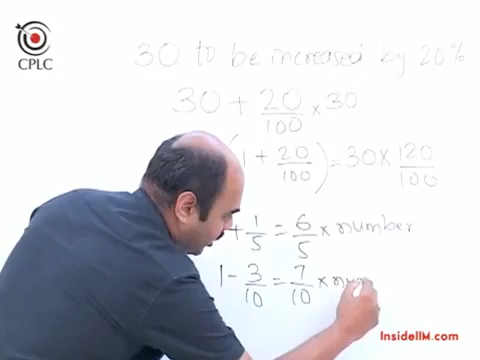 CPLC
30 to be increased by 20%
30 + 20/100 × 30
(1 + 20/100) = 30 × 120/100
+ 1/5 = 6/5 × number
1 - 3/10 = 7/10 ×
InsideIIM.com